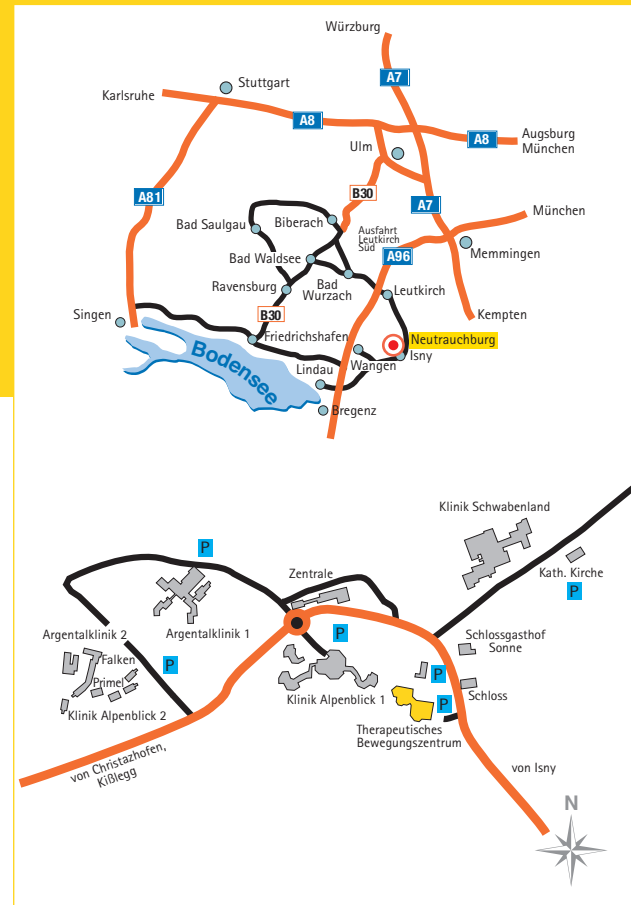 Würzburg
A7
Stuttgart
Karlsruhe
A8
A8
Augsburg
München
Ulm
B30
A81
A7
München
Biberach
Bad Saulgau
Ausfahrt
Leutkirch
Süd
A96
Memmingen
Bad Waldsee
Ravensburg
Bad
Wurzach
Leutkirch
Singen
B30
Kempten
Friedrichshafen
Neutrauchburg
Isny
Bodensee
Wangen
Lindau
Bregenz
Klinik Schwabenland
P
Zentrale
Kath. Kirche
P
Argentalklinik 2
Argentalklinik 1
P
Schlossgasthof
Sonne
Falken
P
Primel
P
Klinik Alpenblick 1
Schloss
P
Klinik Alpenblick 2
Therapeutisches
Bewegungszentrum
von Christazhofen,
Kißlegg
von Isny
N